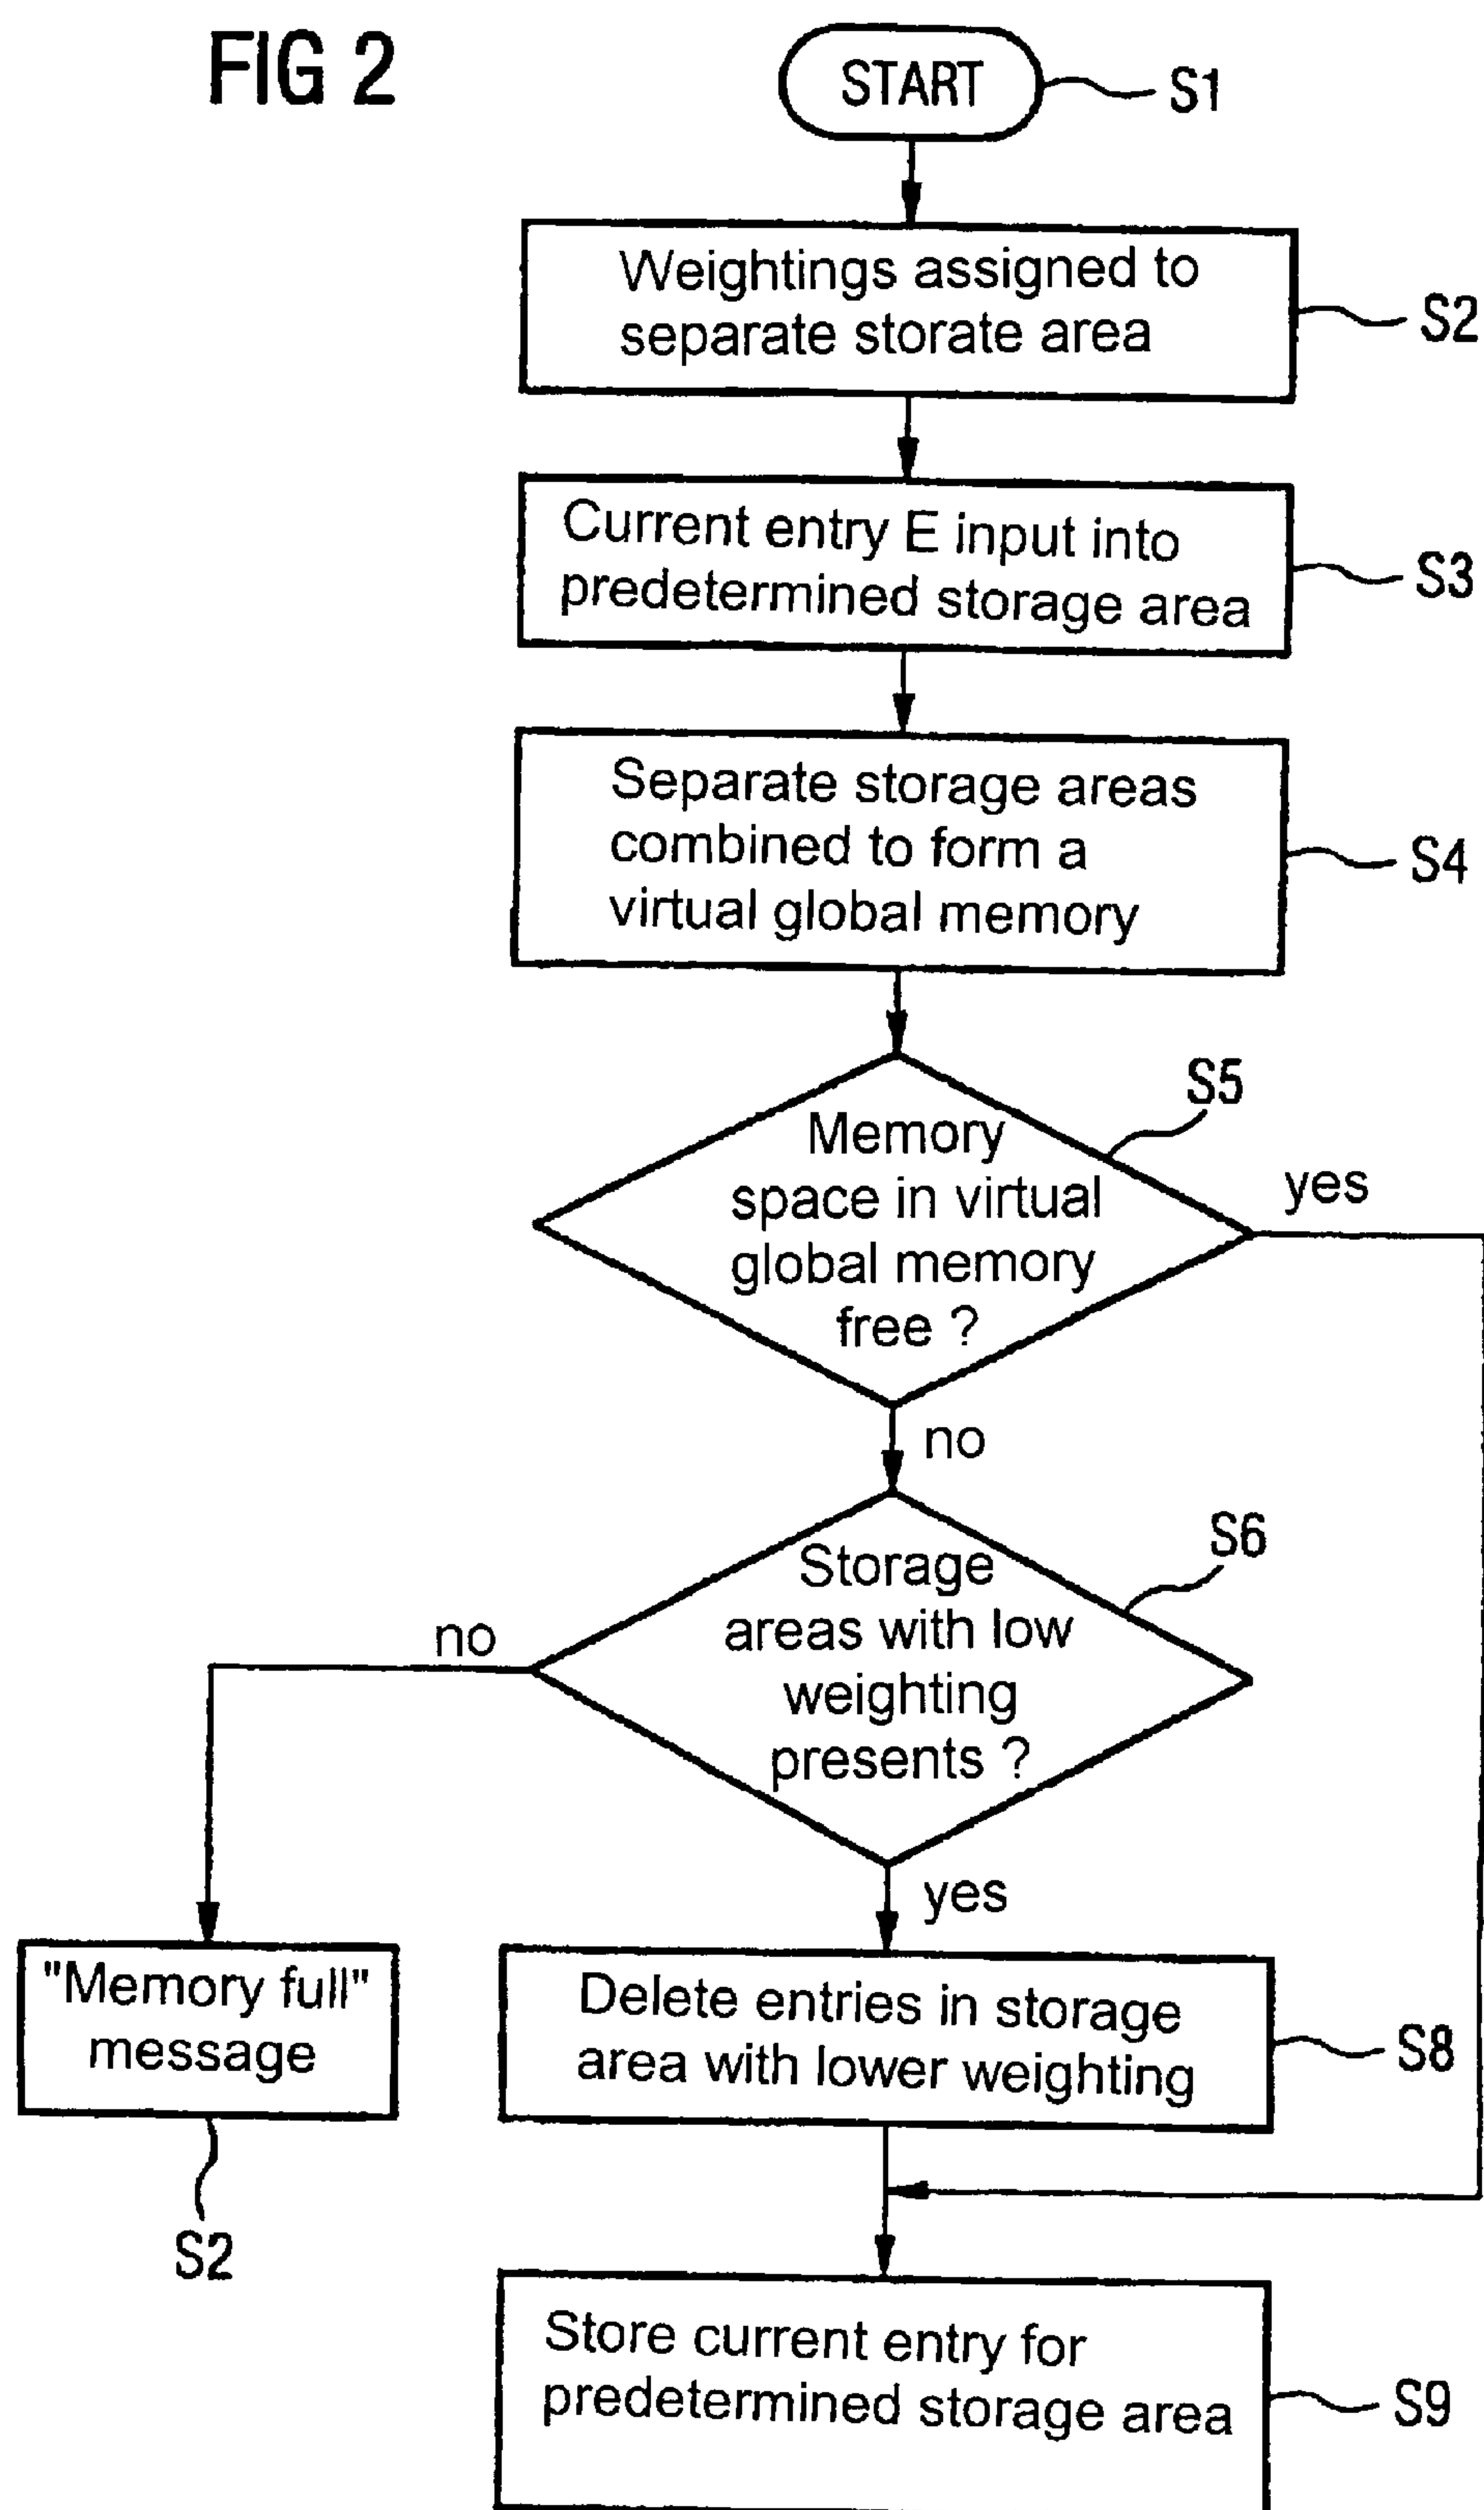 FIG 2
START
S1
Weightings assigned to
separate storate area
S2
Current entry E input into
predetermined storage area
S3
Separate storage areas
combined to form a
virtual global memory
S4
S5
Memory
space in virtual
global memory
free ?
yes
no
S6
Storage
areas with low
weighting
presents ?
no
yes
"Memory full"
message
S2
Delete entries in storage
area with lower weighting
S8
Store current entry for
predetermined storage area
S9